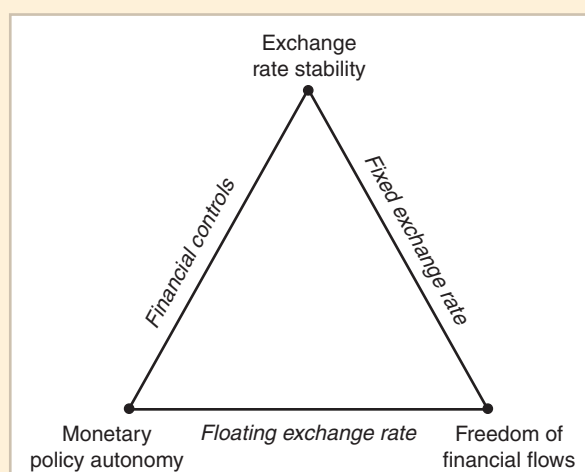 Exchange
rate stability
Financial controls
Fixed exchange rate
Monetary
policy autonomy
Floating exchange rate
Freedom of
financial flows